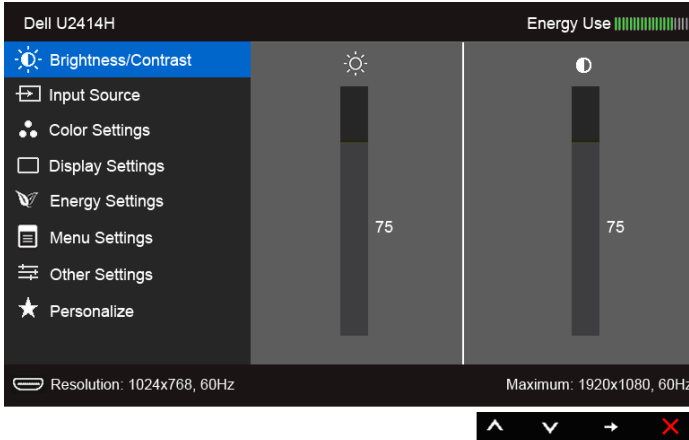 Dell U2414H
Energy Use
Brightness/Contrast
Input Source
Color Settings
Display Settings
Energy Settings
Menu Settings
Other Settings
Personalize
75
75
Resolution: 1024x768, 60Hz
Maximum: 1920x1080, 60Hz